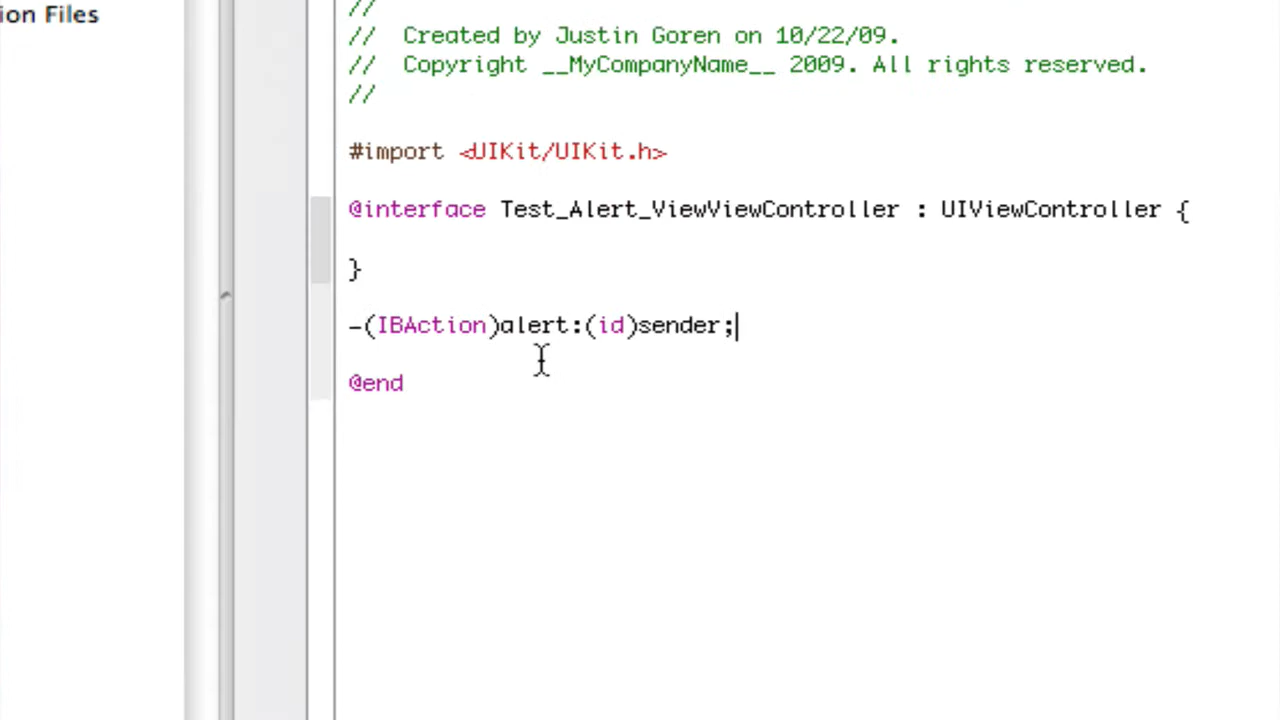 ion Files
//
// Created by Justin Goren on 10/22/09.
// Copyright __MyCompanyName__ 2009. All rights reserved.
//
#import <UIKit/UIKit.h>
@interface Test_Alert_ViewViewController : UIViewController {
}
-(IBAction)alert:(id)sender;
@end